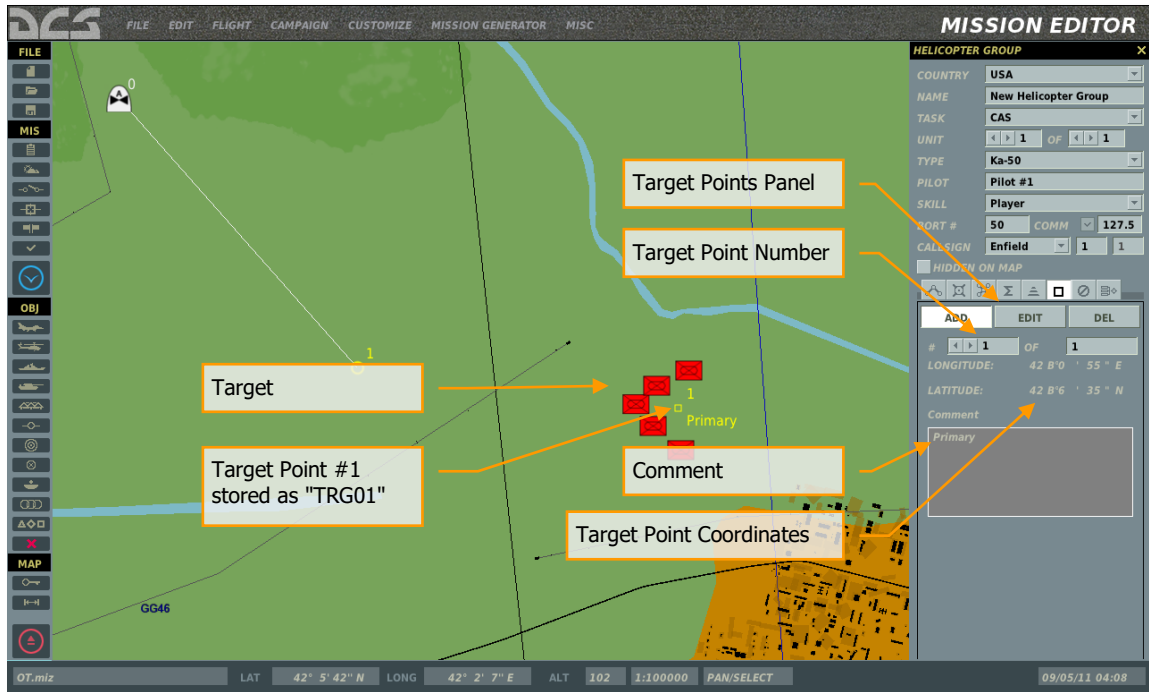 DCS FILE EDIT FLIGHT CAMPAIGN CUSTOMIZE MISSION GENERATOR MISC MISSION EDITOR
FILE
MIS
OBJ
MAP
A 0
1
Target
Target Point #1
stored as "TRG01"
Target Points Panel
Target Point Number
1
Primary
Comment
Target Point Coordinates
GG46
HELICOPTER GROUP X
COUNTRY USA
NAME New Helicopter Group
TASK CAS
UNIT 1 OF 1
TYPE Ka-50
PILOT Pilot #1
SKILL Player
BORT # 50 COMM 127.5
CALLSIGN Enfield 1 1
HIDDEN ON MAP
Σ
ADD EDIT DEL
# 1 OF 1
LONGITUDE: 42 B°0 ' 55 " E
LATITUDE: 42 B°6 ' 35 " N
Comment
Primary
OT.miz LAT 42° 5' 42" N LONG 42° 2' 7" E ALT 102 1:100000 PAN/SELECT 09/05/11 04:08